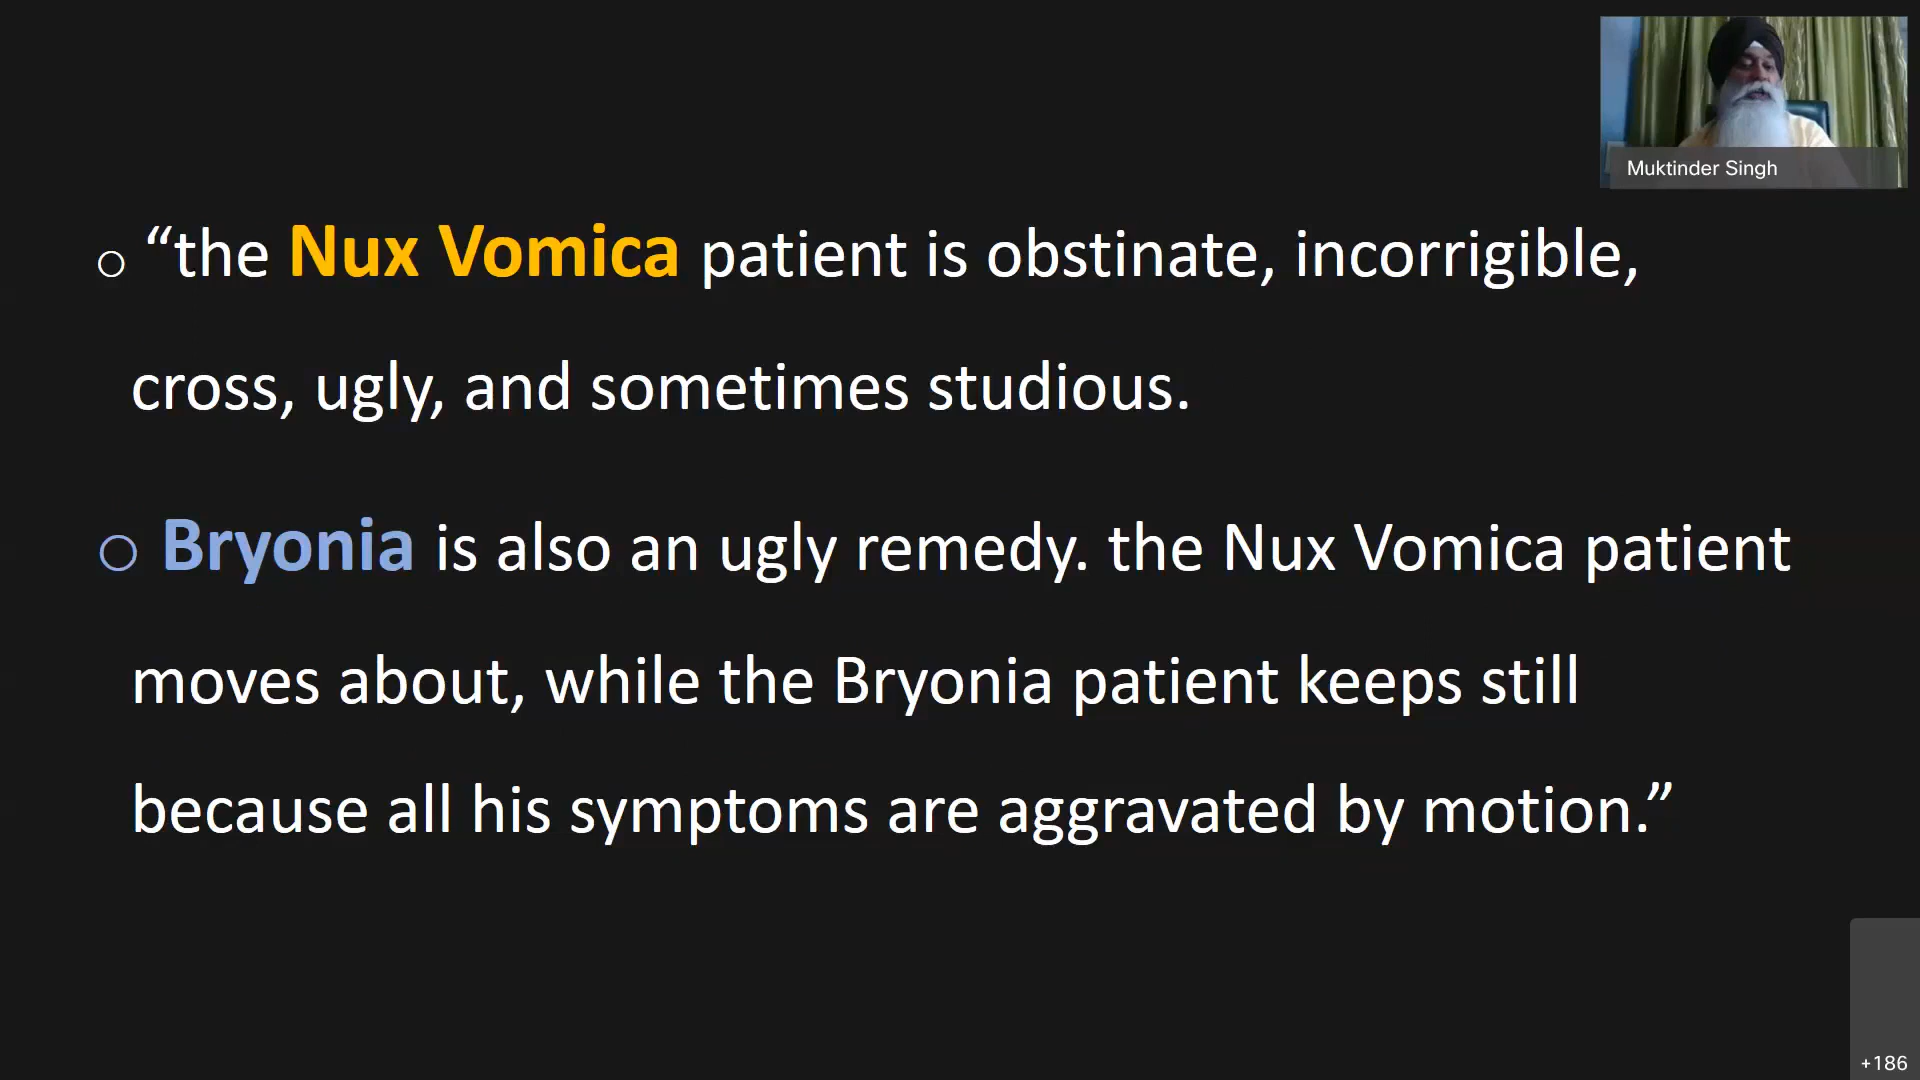 Muktinder Singh
○ “the Nux Vomica patient is obstinate, incorrigible,
cross, ugly, and sometimes studious.
○ Bryonia is also an ugly remedy. the Nux Vomica patient
moves about, while the Bryonia patient keeps still
because all his symptoms are aggravated by motion.”
+186